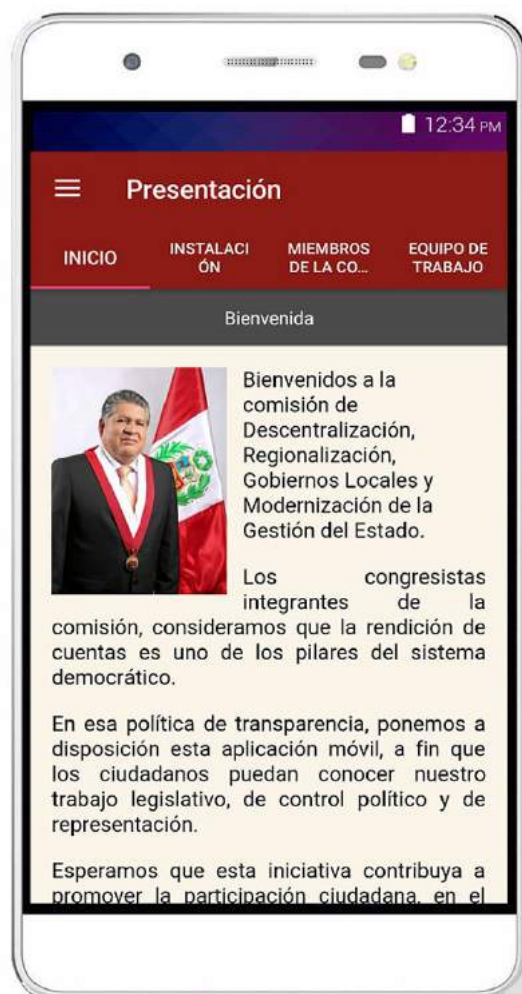 12:34 PM
Presentación
INICIO
INSTALACI
ÓN
MIEMBROS
DE LA CO...
EQUIPO DE
TRABAJO
Bienvenida
Bienvenidos a la
comisión de
Descentralización,
Regionalización,
Gobiernos Locales y
Modernización de la
Gestión del Estado.
Los congresistas
integrantes de la
comisión, consideramos que la rendición de
cuentas es uno de los pilares del sistema
democrático.
En esa política de transparencia, ponemos a
disposición esta aplicación móvil, a fin que
los ciudadanos puedan conocer nuestro
trabajo legislativo, de control político y de
representación.
Esperamos que esta iniciativa contribuya a
promover la participación ciudadana, en el